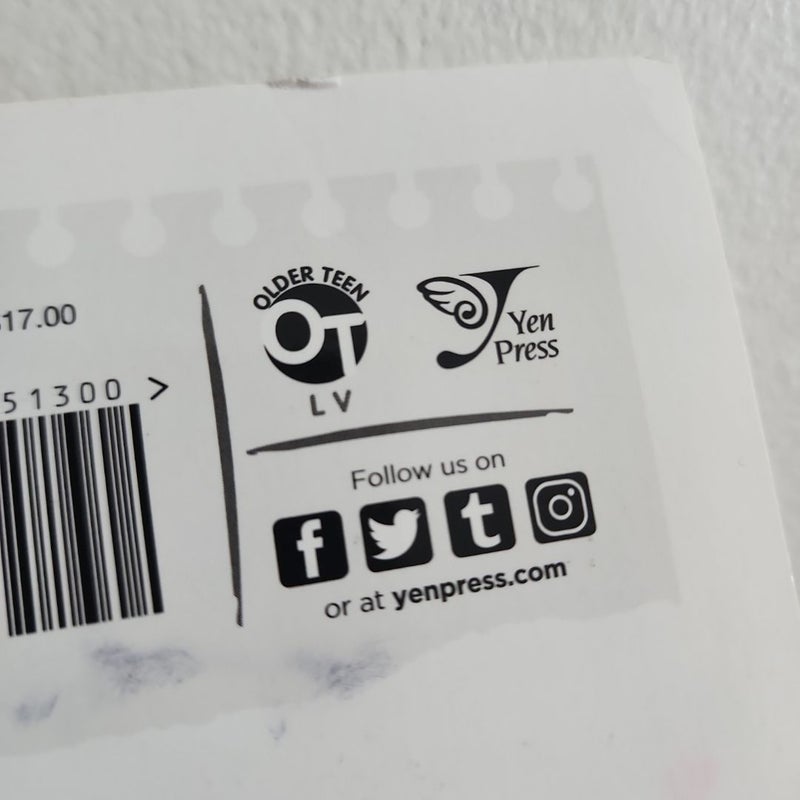 17.00
51300 >
OLDER TEEN
OT
LV
Yen
Press
Follow us on
or at yenpress.com